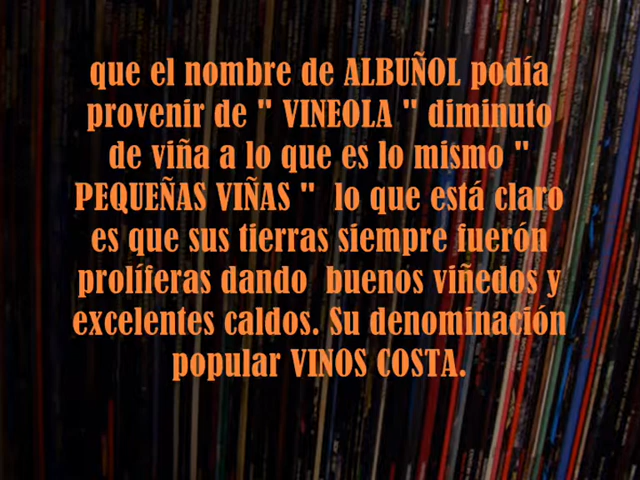 que el nombre de ALBUÑOL podía
provenir de " VINEOLA " diminuto
de viña a lo que es lo mismo "
PEQUEÑAS VIÑAS " lo que está claro
es que sus tierras siempre fuerón
prolíferas dando buenos viñedos y
excelentes caldos. Su denominación
popular VINOS COSTA.